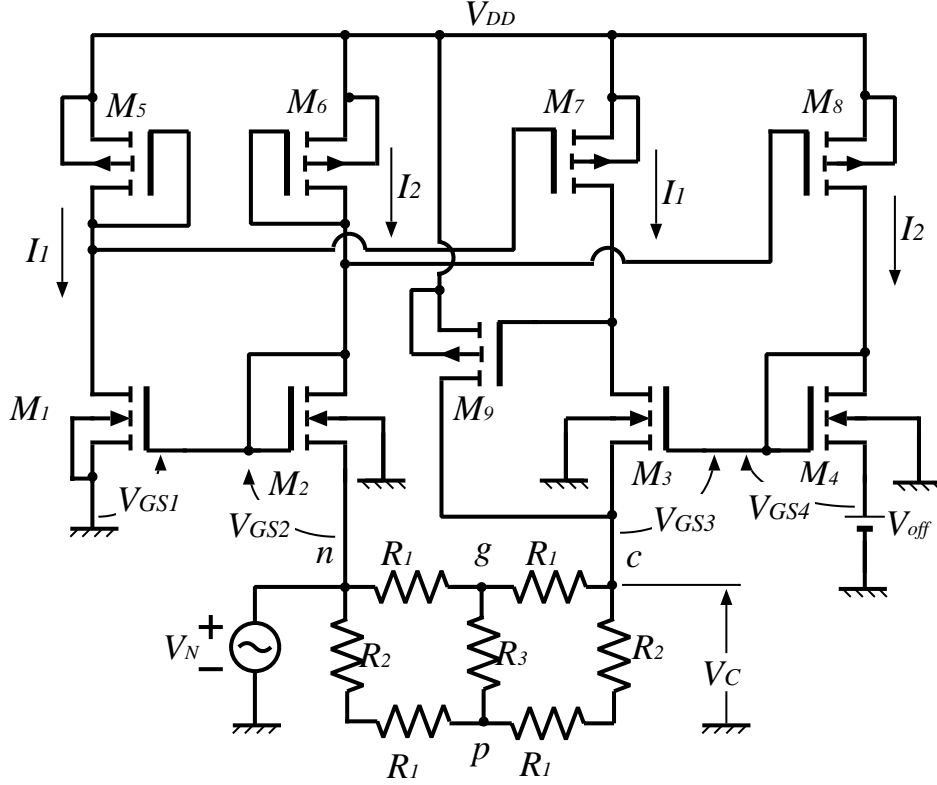 VDD
M5
M6
M7
M8
I1
I2
I1
I2
M1
M2
M9
M3
M4
VGS1
VGS2
VGS3
VGS4
Voff
n
R1
g
R1
c
VN
+
−
R2
R3
R2
VC
R1
p
R1